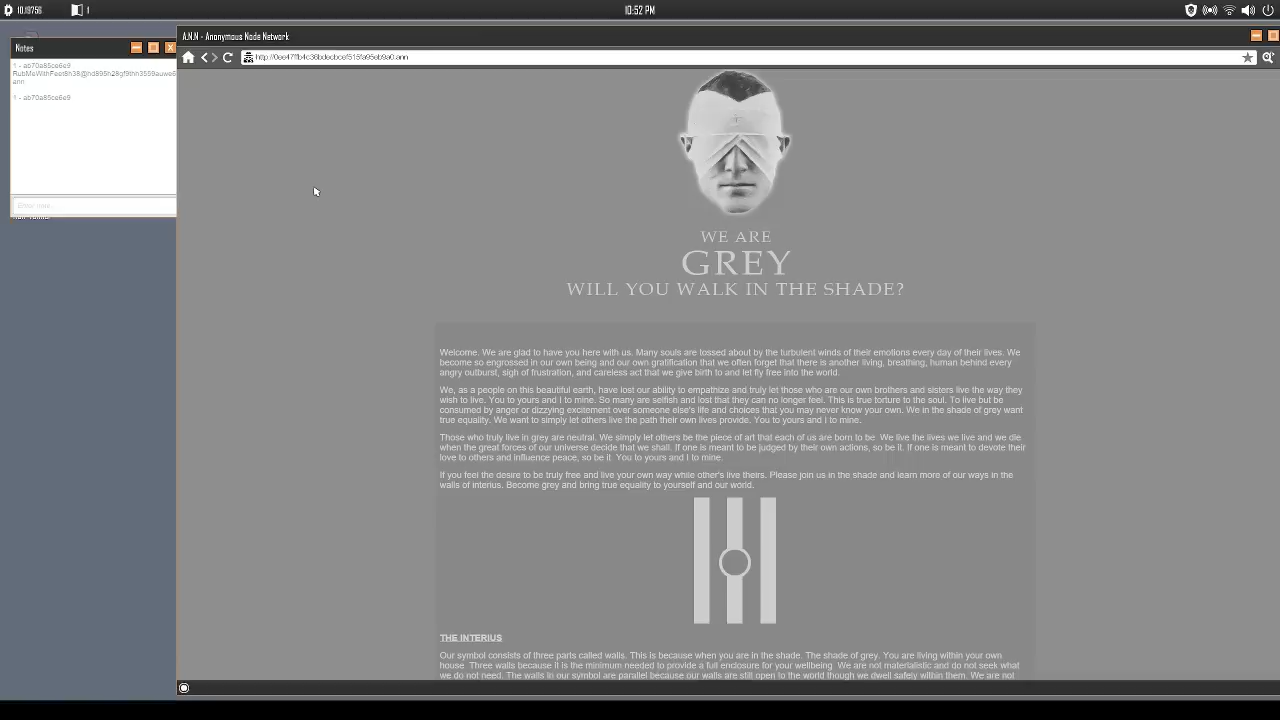 10.19756
1
10:52 PM
Notes
1 - ab70a85ce6e9
ann
1 - ab70a85ce6e9
A.N.N - Anonymous Node Network
WE ARE
GREY
WILL YOU WALK IN THE SHADE?
Welcome. We are glad to have you here with us. Many souls are tossed about by the turbulent winds of their emotions every day of their lives. We
become so engrossed in our own being and our own gratification that we often forget that there is another living, breathing, human behind every
angry outburst, sigh of frustration, and careless act that we give birth to and let fly free into the world.
We, as a people on this beautiful earth, have lost our ability to empathize and truly let those who are our own brothers and sisters live the way they
wish to live. You to yours and I to mine. So many are selfish and lost that they can no longer feel. This is true torture to the soul. To live but be
consumed by anger or dizzying excitement over someone else's life and choices that you may never know your own. We in the shade of grey want
true equality. We want to simply let others live the path their own lives provide. You to yours and I to mine.
Those who truly live in grey are neutral. We simply let others be the piece of art that each of us are born to be. We live the lives we live and we die
when the great forces of our universe decide that we shall. If one is meant to be judged by their own actions, so be it. If one is meant to devote their
love to others and influence peace, so be it. You to yours and I to mine.
If you feel the desire to be truly free and live your own way while other's live theirs. Please join us in the shade and learn more of our ways in the
walls of interius. Become grey and bring true equality to yourself and our world.
THE INTERIUS
Our symbol consists of three parts called walls. This is because when you are in the shade. The shade of grey. You are living within your own
house. Three walls because it is the minimum needed to provide a full enclosure for your wellbeing. We are not materialistic and do not seek what
we do not need. The walls in our symbol are parallel because our walls are still open to the world though we dwell safely within them. We are not